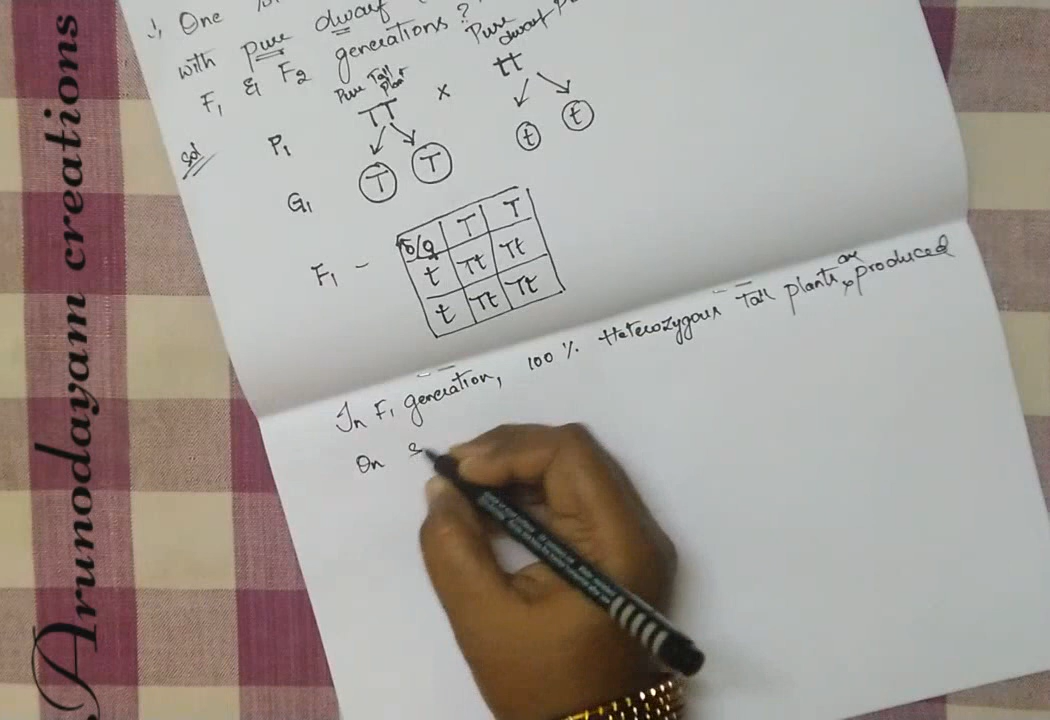 1, One
with pure dwarf
F1 & F2 generations?
Pure Tall Plant
Pure dwarf
P1 TT × tt
Sol
G1 T T t t
F1 - ♂/♀ T T
t Tt Tt
t Tt Tt
In F1 generation, 100 % Heterozygous Tall plants are produced
On s
Arunodayam creations